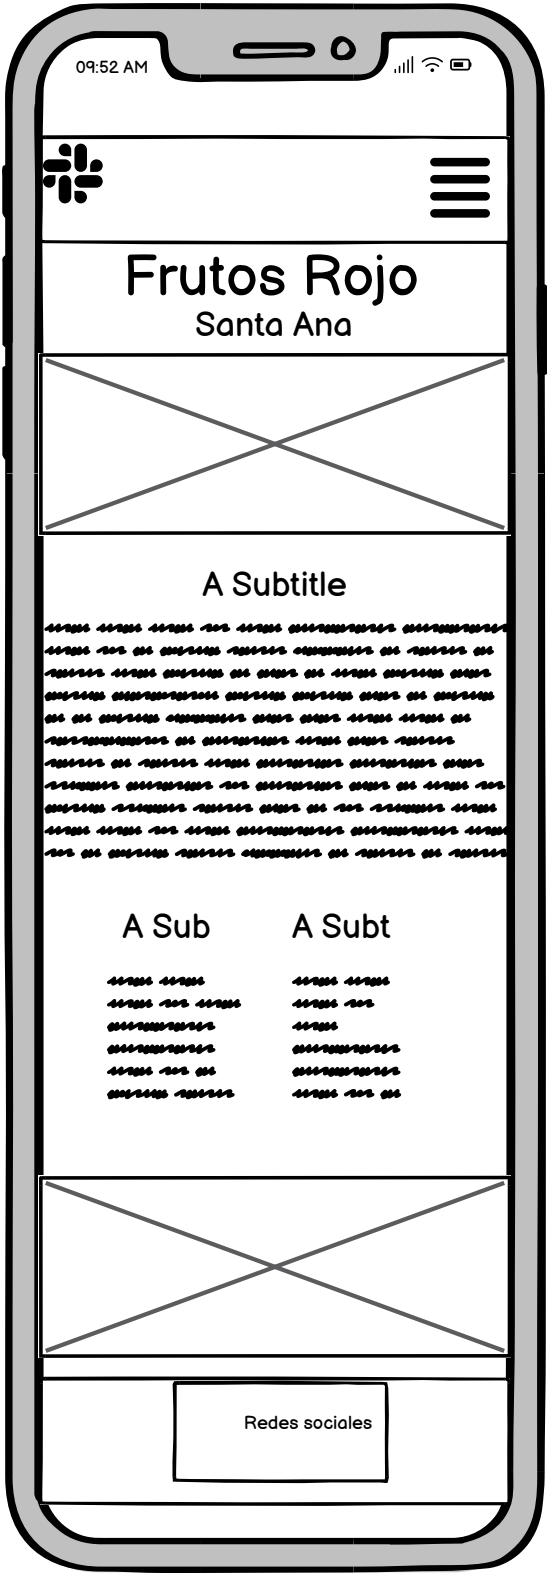 09:52 AM
Frutos Rojo
Santa Ana
A Subtitle
A Sub
A Subt
Redes sociales